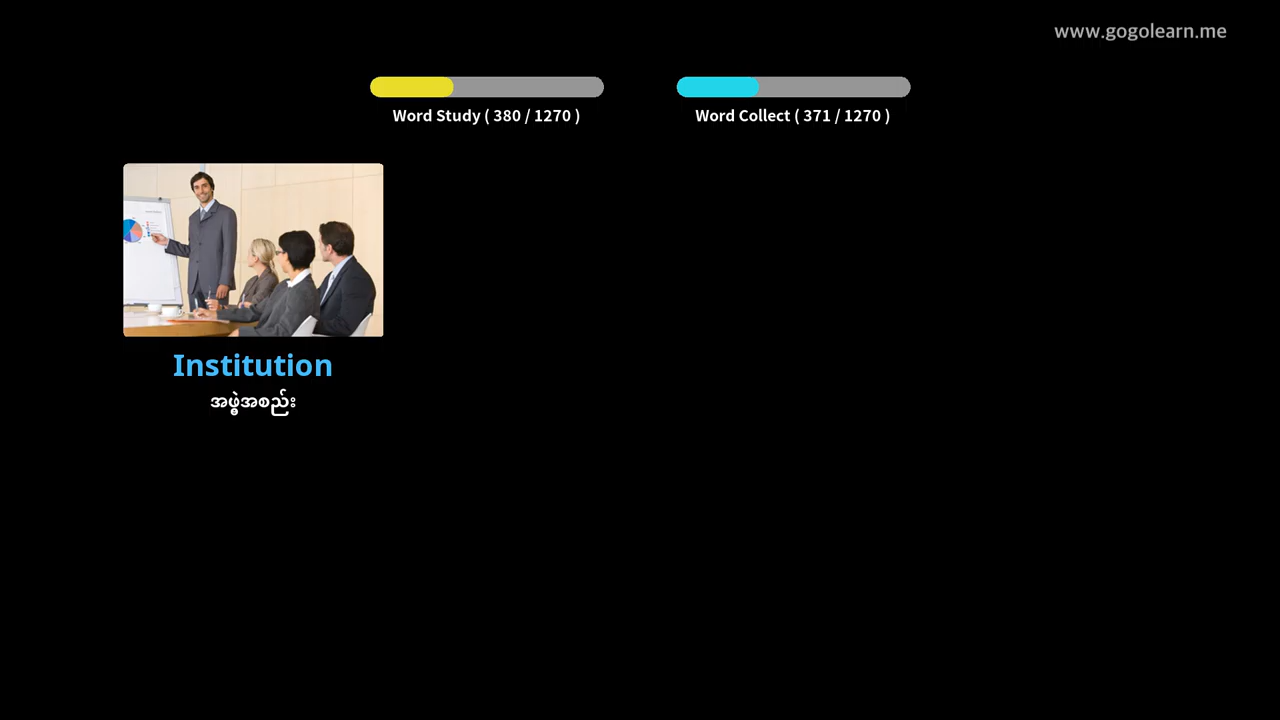 www.gogolearn.me
Word Study ( 380 / 1270 )
Word Collect ( 371 / 1270 )
Institution
အဖွဲ့အစည်း